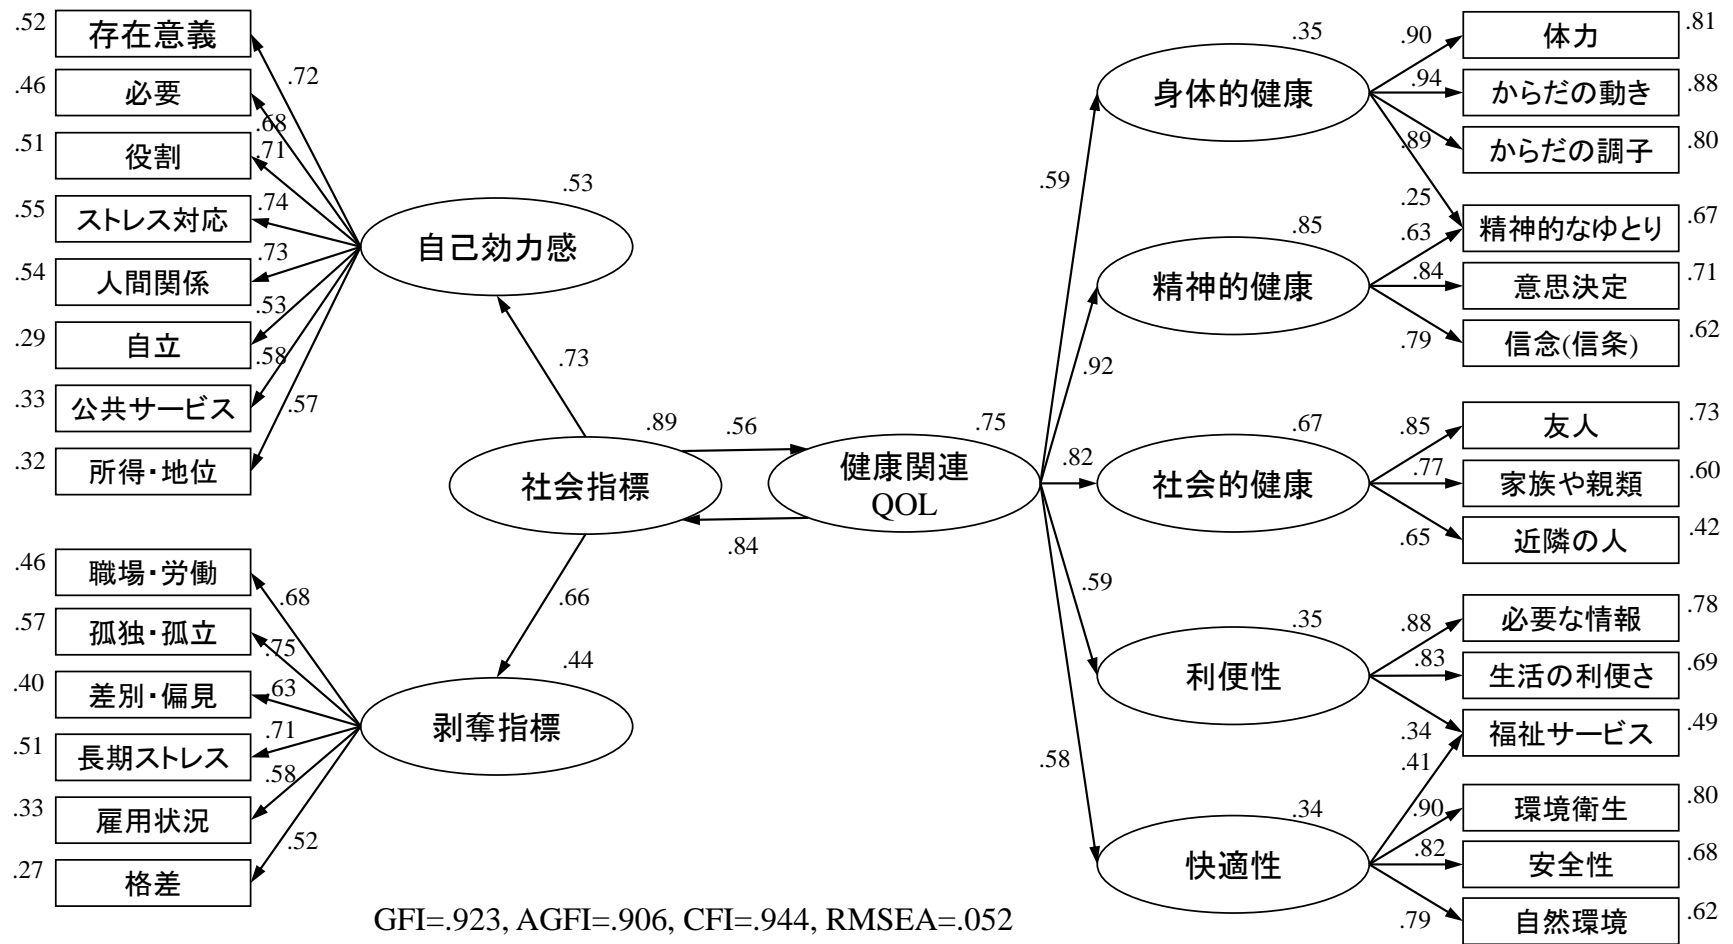 .52
存在意義
.72
.46
必要
.68
.51
役割
.71
.55
ストレス対応
.74
.54
人間関係
.73
.29
自立
.53
.33
公共サービス
.58
.32
所得・地位
.57
.53
自己効力感
.73
.89
社会指標
.56
.84
.75
健康関連
QOL
.66
.44
剥奪指標
.46
職場・労働
.68
.57
孤独・孤立
.75
.40
差別・偏見
.63
.51
長期ストレス
.71
.33
雇用状況
.58
.27
格差
.52
.59
.35
身体的健康
.90
体力
.81
.94
からだの動き
.88
.89
からだの調子
.80
.25
.92
.85
精神的健康
.63
精神的なゆとり
.67
.84
意思決定
.71
.79
信念(信条)
.62
.82
.67
社会的健康
.85
友人
.73
.77
家族や親類
.60
.65
近隣の人
.42
.59
.35
利便性
.88
必要な情報
.78
.83
生活の利便さ
.69
.34
福祉サービス
.49
.58
.34
快適性
.41
.90
環境衛生
.80
.82
安全性
.68
.79
自然環境
.62
GFI=.923, AGFI=.906, CFI=.944, RMSEA=.052